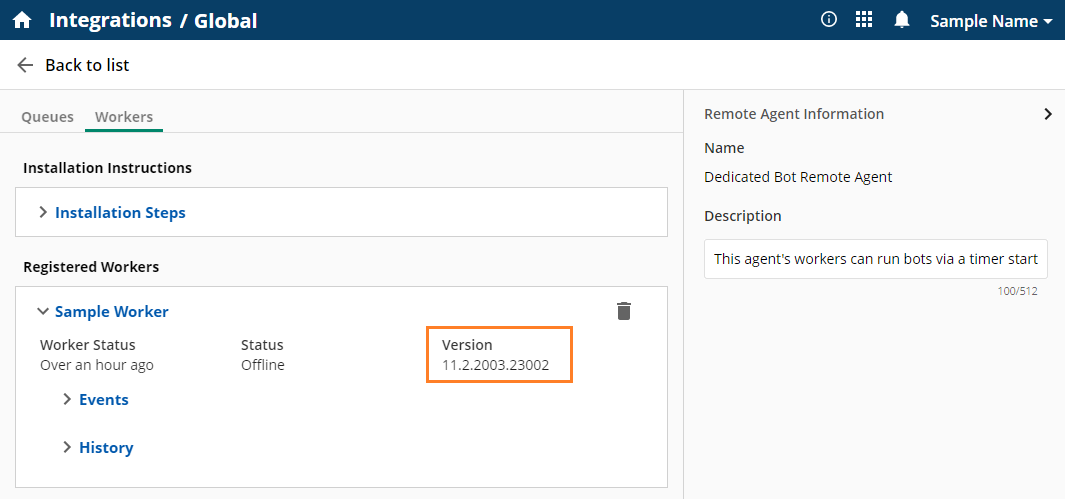 Integrations / Global
Sample Name
Back to list
Queues
Workers
Installation Instructions
Installation Steps
Registered Workers
Sample Worker
Worker Status
Over an hour ago
Status
Offline
Version
11.2.2003.23002
Events
History
Remote Agent Information
Name
Dedicated Bot Remote Agent
Description
This agent's workers can run bots via a timer start
100/512